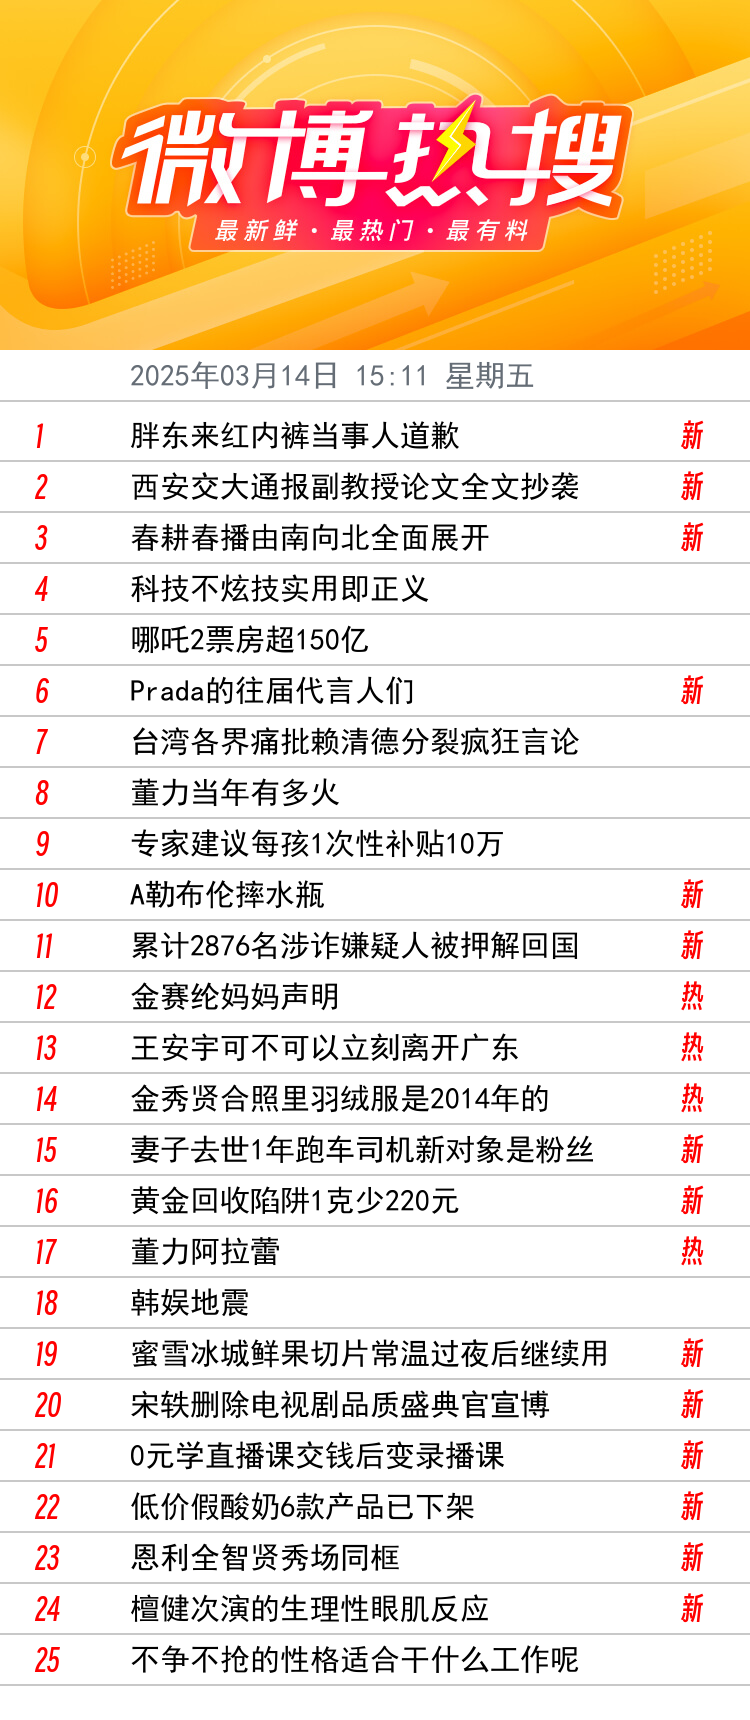 微博热搜
最新鲜·最热门·最有料
2025年03月14日 15:11 星期五
1 胖东来红内裤当事人道歉 新
2 西安交大通报副教授论文全文抄袭 新
3 春耕春播由南向北全面展开 新
4 科技不炫技实用即正义
5 哪吒2票房超150亿
6 Prada的往届代言人们 新
7 台湾各界痛批赖清德分裂疯狂言论
8 董力当年有多火
9 专家建议每孩1次性补贴10万
10 A勒布伦摔水瓶 新
11 累计2876名涉诈嫌疑人被押解回国 新
12 金赛纶妈妈声明 热
13 王安宇可不可以立刻离开广东 热
14 金秀贤合照里羽绒服是2014年的 热
15 妻子去世1年跑车司机新对象是粉丝 新
16 黄金回收陷阱1克少220元 新
17 董力阿拉蕾 热
18 韩娱地震
19 蜜雪冰城鲜果切片常温过夜后继续用 新
20 宋轶删除电视剧品质盛典官宣博 新
21 0元学直播课交钱后变录播课 新
22 低价假酸奶6款产品已下架 新
23 恩利全智贤秀场同框 新
24 檀健次演的生理性眼肌反应 新
25 不争不抢的性格适合干什么工作呢